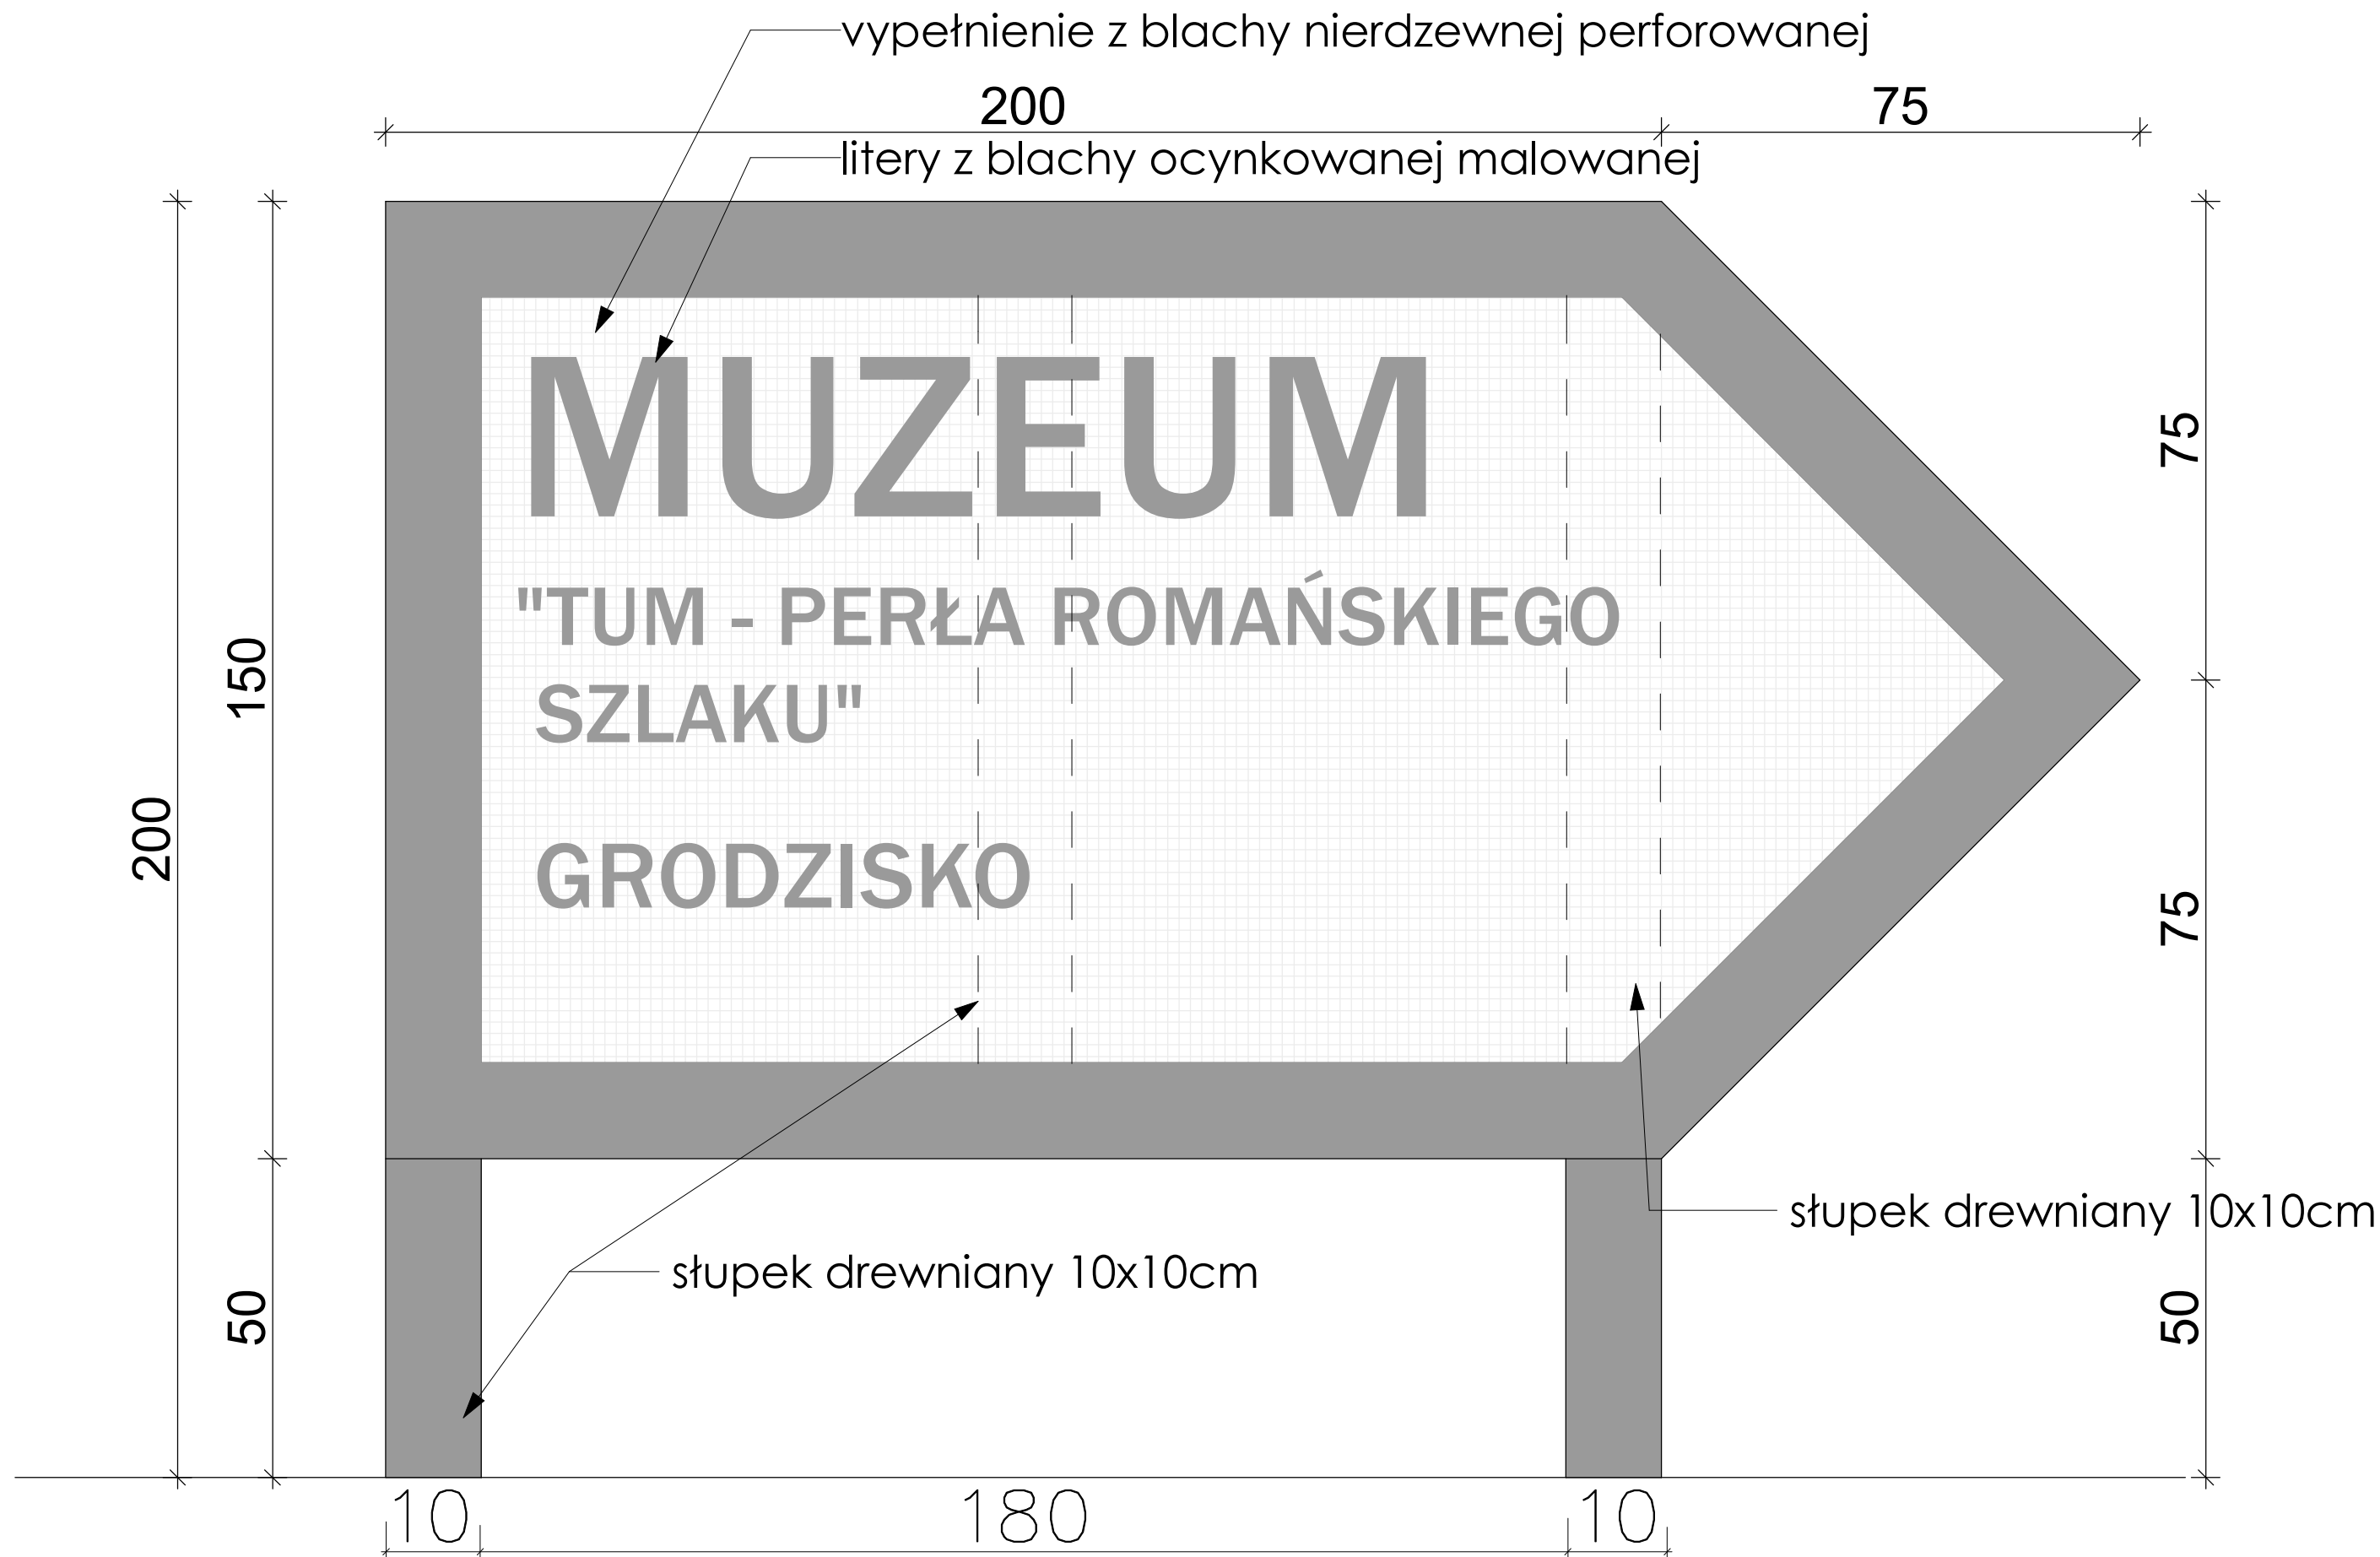 vypełnienie z blachy nierdzewnej perforowanej
200
75
litery z blachy ocynkowanej malowanej
MUZEUM
75
"TUM - PERŁA ROMAŃSKIEGO
150
SZLAKU"
200
GRODZISKO
75
słupek drewniany 10x10cm
słupek drewniany 10x10cm
50
50
10
180
10